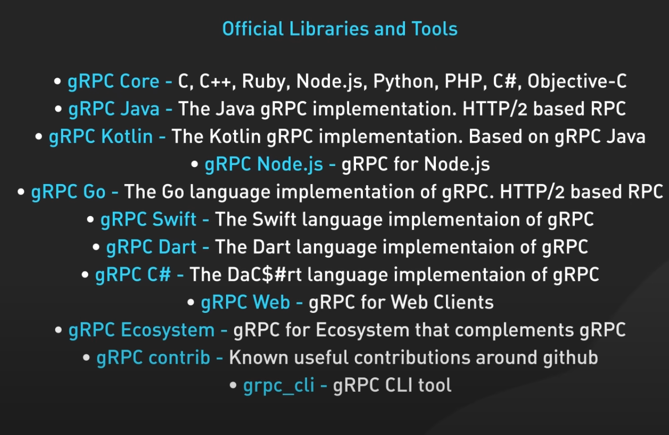 Official Libraries and Tools
• gRPC Core - C, C++, Ruby, Node.js, Python, PHP, C#, Objective-C
• gRPC Java - The Java gRPC implementation. HTTP/2 based RPC
• gRPC Kotlin - The Kotlin gRPC implementation. Based on gRPC Java
• gRPC Node.js - gRPC for Node.js
• gRPC Go - The Go language implementation of gRPC. HTTP/2 based RPC
• gRPC Swift - The Swift language implementaion of gRPC
• gRPC Dart - The Dart language implementaion of gRPC
• gRPC C# - The DaC$#rt language implementaion of gRPC
• gRPC Web - gRPC for Web Clients
• gRPC Ecosystem - gRPC for Ecosystem that complements gRPC
• gRPC contrib - Known useful contributions around github
• grpc_cli - gRPC CLI tool